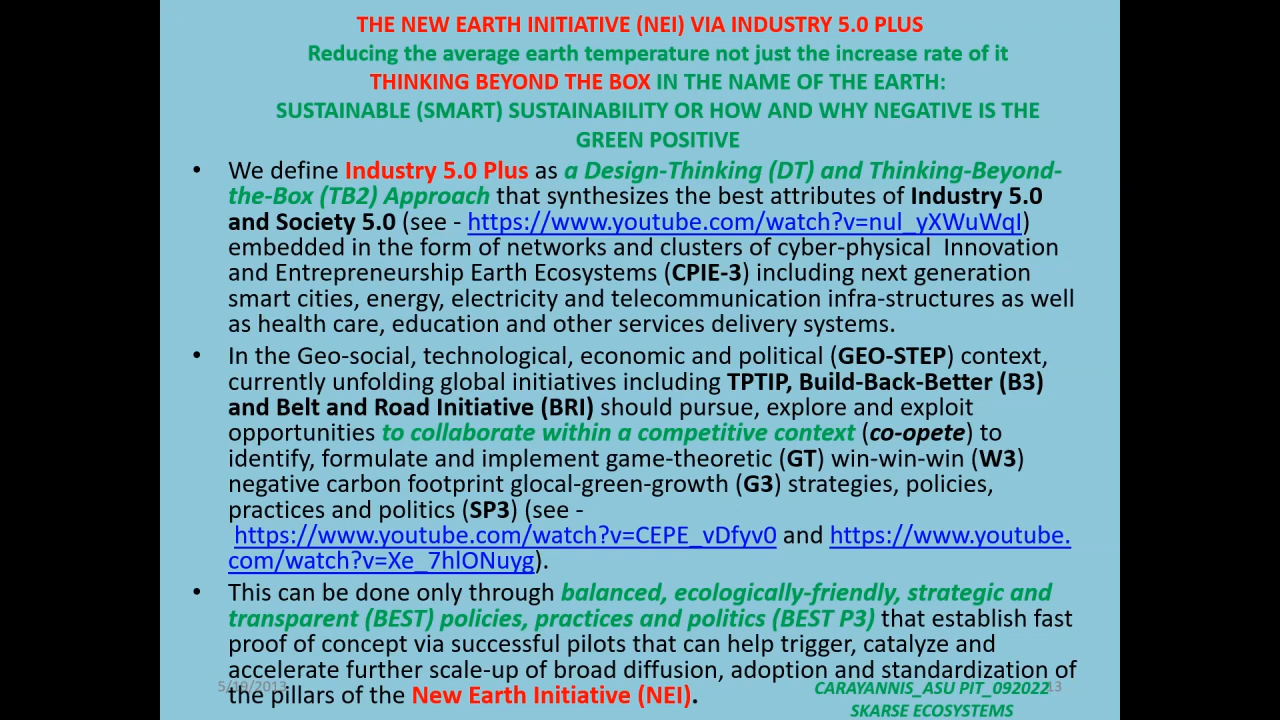 THE NEW EARTH INITIATIVE (NEI) VIA INDUSTRY 5.0 PLUS
Reducing the average earth temperature not just the increase rate of it
THINKING BEYOND THE BOX IN THE NAME OF THE EARTH:
SUSTAINABLE (SMART) SUSTAINABILITY OR HOW AND WHY NEGATIVE IS THE
GREEN POSITIVE
• We define Industry 5.0 Plus as a Design-Thinking (DT) and Thinking-Beyond-
the-Box (TB2) Approach that synthesizes the best attributes of Industry 5.0
and Society 5.0 (see - https://www.youtube.com/watch?v=nul_yXWuWqI)
embedded in the form of networks and clusters of cyber-physical  Innovation
and Entrepreneurship Earth Ecosystems (CPIE-3) including next generation
smart cities, energy, electricity and telecommunication infra-structures as well
as health care, education and other services delivery systems.
• In the Geo-social, technological, economic and political (GEO-STEP) context,
currently unfolding global initiatives including TPTIP, Build-Back-Better (B3)
and Belt and Road Initiative (BRI) should pursue, explore and exploit
opportunities to collaborate within a competitive context (co-opete) to
identify, formulate and implement game-theoretic (GT) win-win-win (W3)
negative carbon footprint glocal-green-growth (G3) strategies, policies,
practices and politics (SP3) (see -
https://www.youtube.com/watch?v=CEPE_vDfyv0 and https://www.youtube.
com/watch?v=Xe_7hlONuyg).
• This can be done only through balanced, ecologically-friendly, strategic and
transparent (BEST) policies, practices and politics (BEST P3) that establish fast
proof of concept via successful pilots that can help trigger, catalyze and
accelerate further scale-up of broad diffusion, adoption and standardization of
the pillars of the New Earth Initiative (NEI).
5/10/2013
CARAYANNIS_ASU PIT_092022 13
SKARSE ECOSYSTEMS